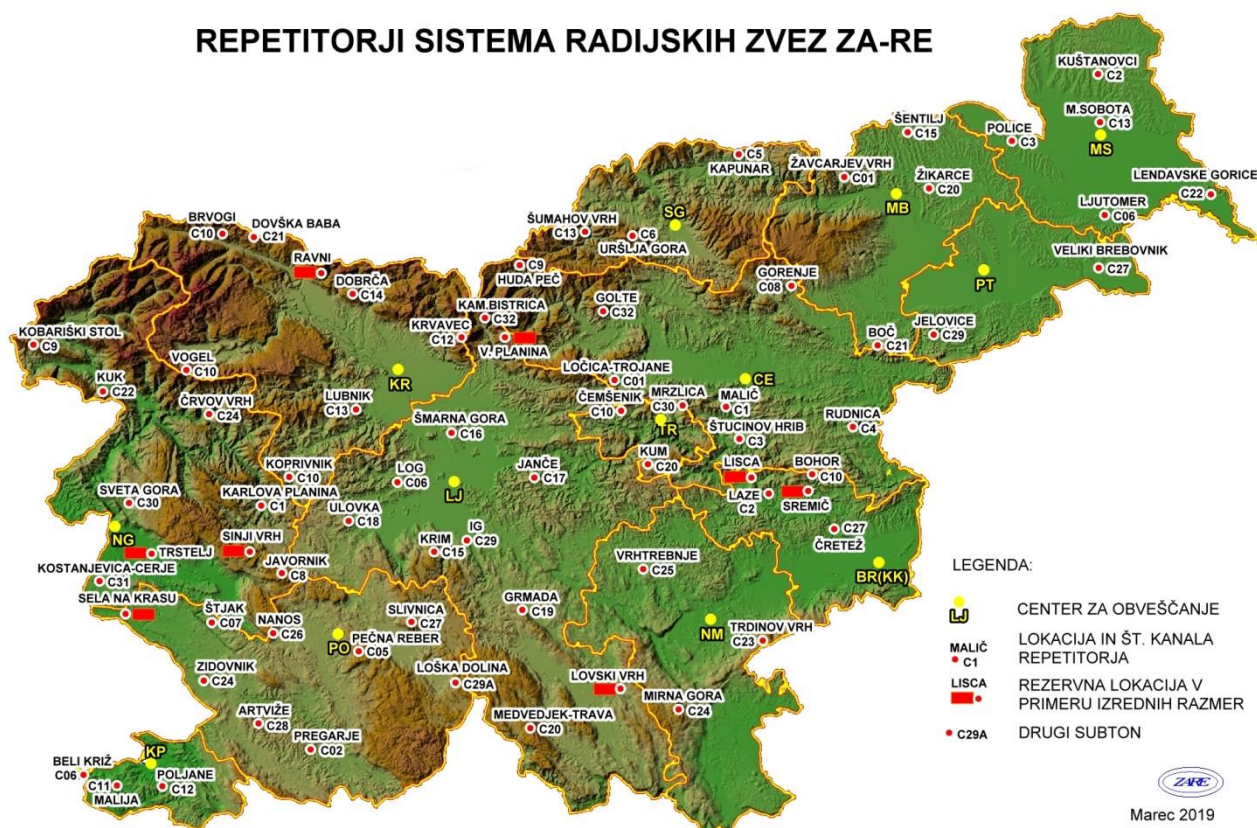 REPETITORJI SISTEMA RADIJSKIH ZVEZ ZA-RE
KUŠTANOVCI
C2
M.SOBOTA
C13
MS
ŠENTILJ
C15
POLICE
C3
C5
KAPUNAR
ŽAVCARJEV VRH
C01
ŽIKARCE
C20
MB
LENDAVSKE GORICE
C22
LJUTOMER
C06
VELIKI BREBOVNIK
C27
BRVOGI
C10
DOVŠKA BABA
C21
ŠUMAHOV VRH
C13
SG
C6
URŠLJA GORA
RAVNI
DOBRČA
C14
C9
HUDA PEČ
GORENJE
C08
PT
KAM.BISTRICA
C32
GOLTE
C32
KOBARIŠKI STOL
C9
KRVAVEC
C12
V. PLANINA
BOČ
C21
JELOVICE
C29
VOGEL
C10
KR
KUK
C22
LOČICA-TROJANE
C01
CE
ČRVOV VRH
C24
LUBNIK
C13
ČEMŠENIK
C10
MRZLICA
C30
MALIČ
C1
TR
ŠMARNA GORA
C16
ŠTUCINOV HRIB
C3
RUDNICA
C4
KOPRIVNIK
C10
LOG
C06
LJ
JANČE
C17
KUM
C20
LISCA
BOHOR
C10
SVETA GORA
C30
KARLOVA PLANINA
C1
ULOVKA
C18
LAZE
C2
SREMIČ
NG
TRSTELJ
SINJI VRH
IG
C29
KRIM
C15
C27
ČRETEŽ
KOSTANJEVICA-CERJE
C31
JAVORNIK
C8
VRHTREBNJE
C25
BR(KK)
SELA NA KRASU
ŠTJAK
C07
NANOS
C26
SLIVNICA
C27
GRMADA
C19
NM
TRDINOV VRH
C23
PO
PEČNA REBER
C05
ZIDOVNIK
C24
LOŠKA DOLINA
C29A
LOVSKI VRH
MIRNA GORA
C24
ARTVIŽE
C28
MEDVEDJEK-TRAVA
C20
PREGARJE
C02
BELI KRIŽ
C06
KP
C11
MALIJA
POLJANE
C12
LEGENDA:
LJ
CENTER ZA OBVEŠČANJE
MALIČ
C1
LOKACIJA IN ŠT. KANALA
REPETITORJA
LISCA
REZERVNA LOKACIJA V
PRIMERU IZREDNIH RAZMER
C29A
DRUGI SUBTON
ZARE
Marec 2019